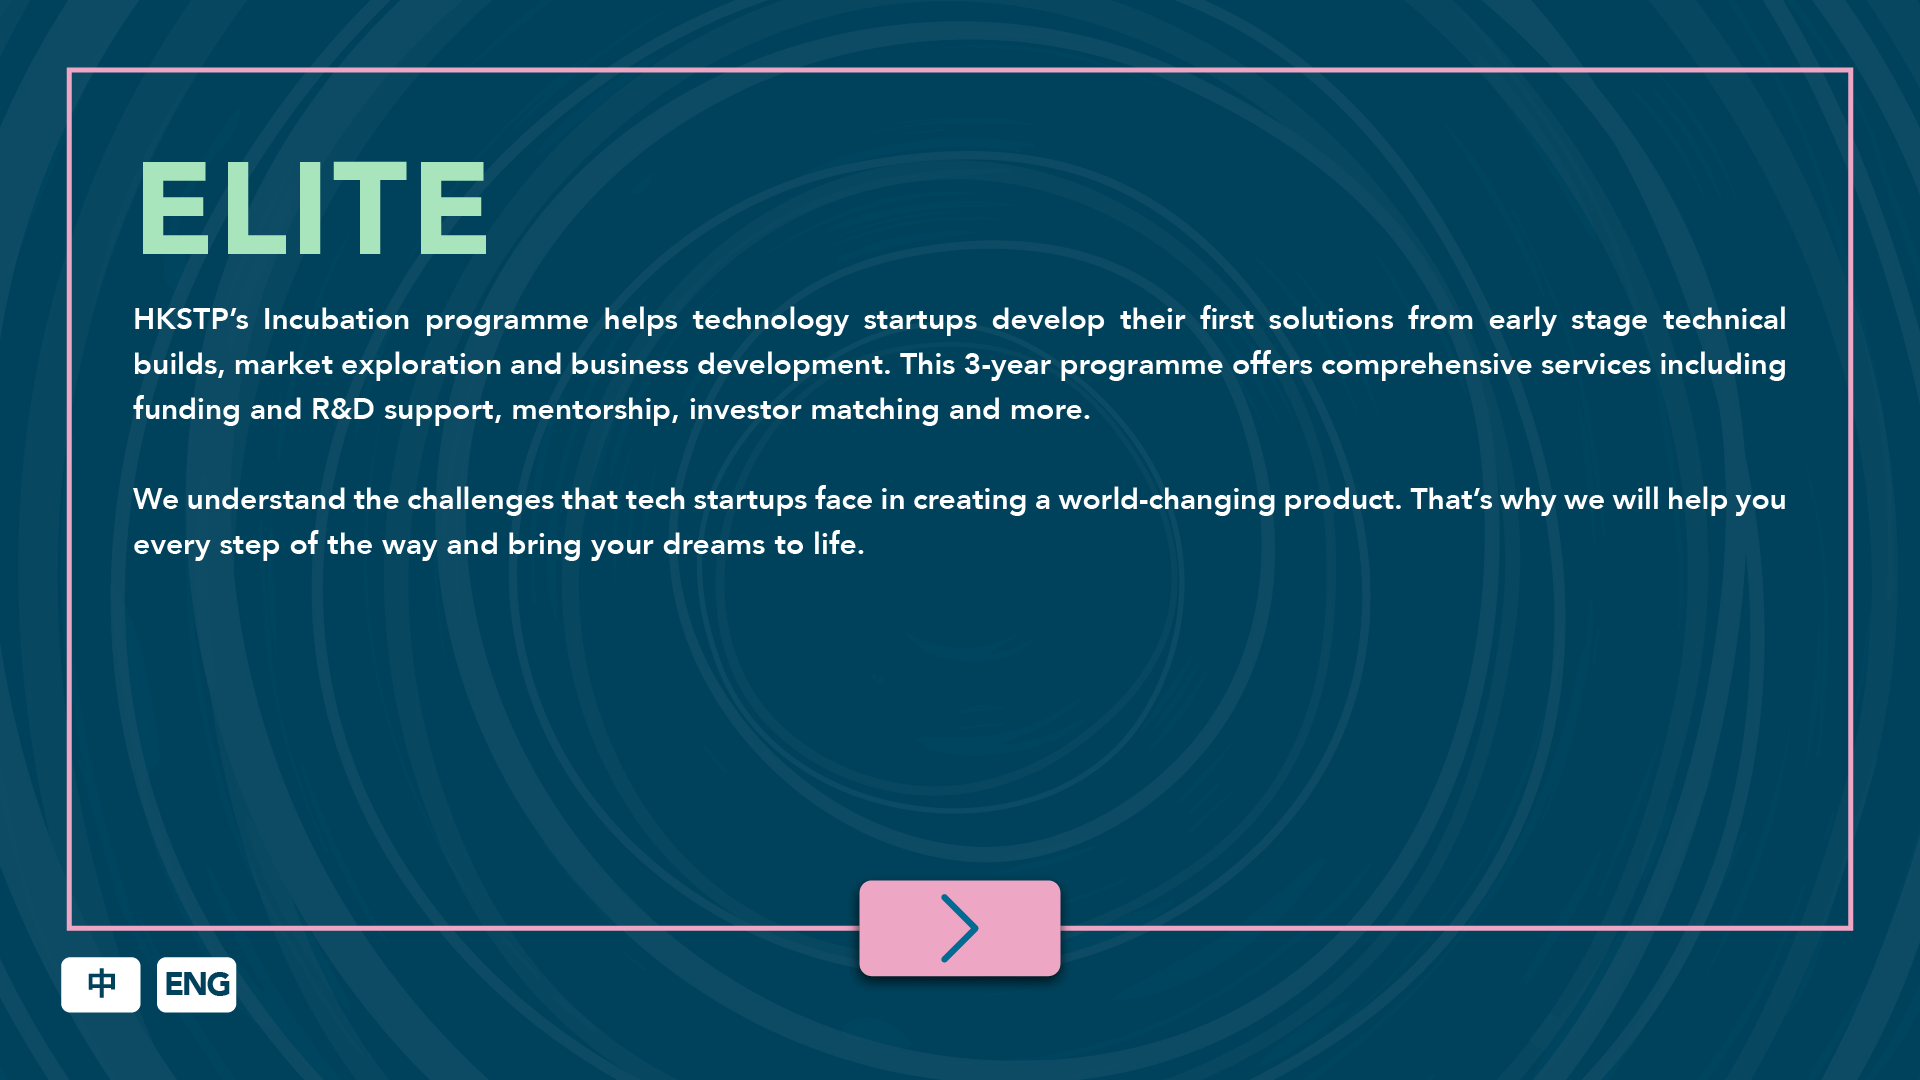 ELITE
HKSTP’s Incubation programme helps technology startups develop their first solutions from early stage technical
builds, market exploration and business development. This 3-year programme offers comprehensive services including
funding and R&D support, mentorship, investor matching and more.
We understand the challenges that tech startups face in creating a world-changing product. That’s why we will help you
every step of the way and bring your dreams to life.
中
ENG